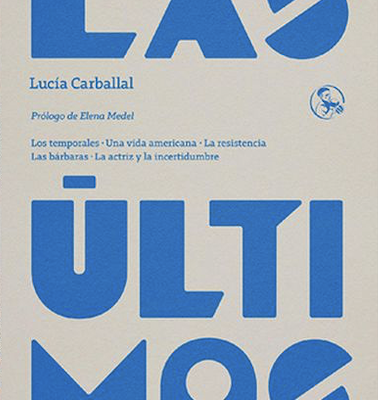 LAS
Lucía Carballal
Prólogo de Elena Medel
Los temporales · Una vida americana · La resistencia
Las bárbaras · La actriz y la incertidumbre
ÚLTI
MAS